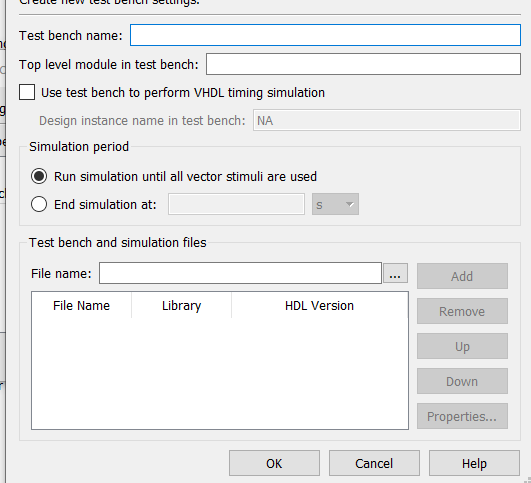 Create new test bench settings.
Test bench name:
Top level module in test bench:
Use test bench to perform VHDL timing simulation
Design instance name in test bench: NA
Simulation period
Run simulation until all vector stimuli are used
End simulation at: s
Test bench and simulation files
File name: ...
Add
File Name Library HDL Version
Remove
Up
Down
Properties...
OK Cancel Help